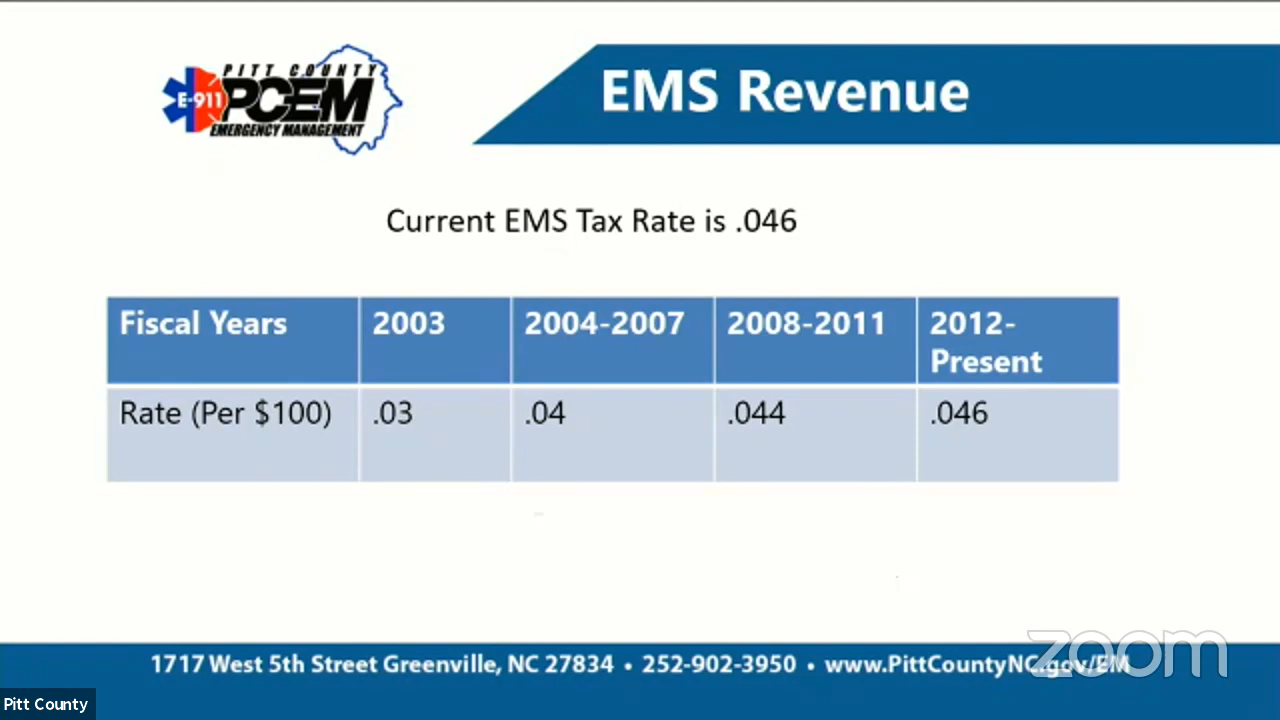 PITT COUNTY
E-911 PCEM
EMERGENCY MANAGEMENT
EMS Revenue
Current EMS Tax Rate is .046
Fiscal Years 2003 2004-2007 2008-2011 2012-
Present
Rate (Per $100) .03 .04 .044 .046
zoom
1717 West 5th Street Greenville, NC 27834 • 252-902-3950 • www.PittCountyNC.gov/EM
Pitt County